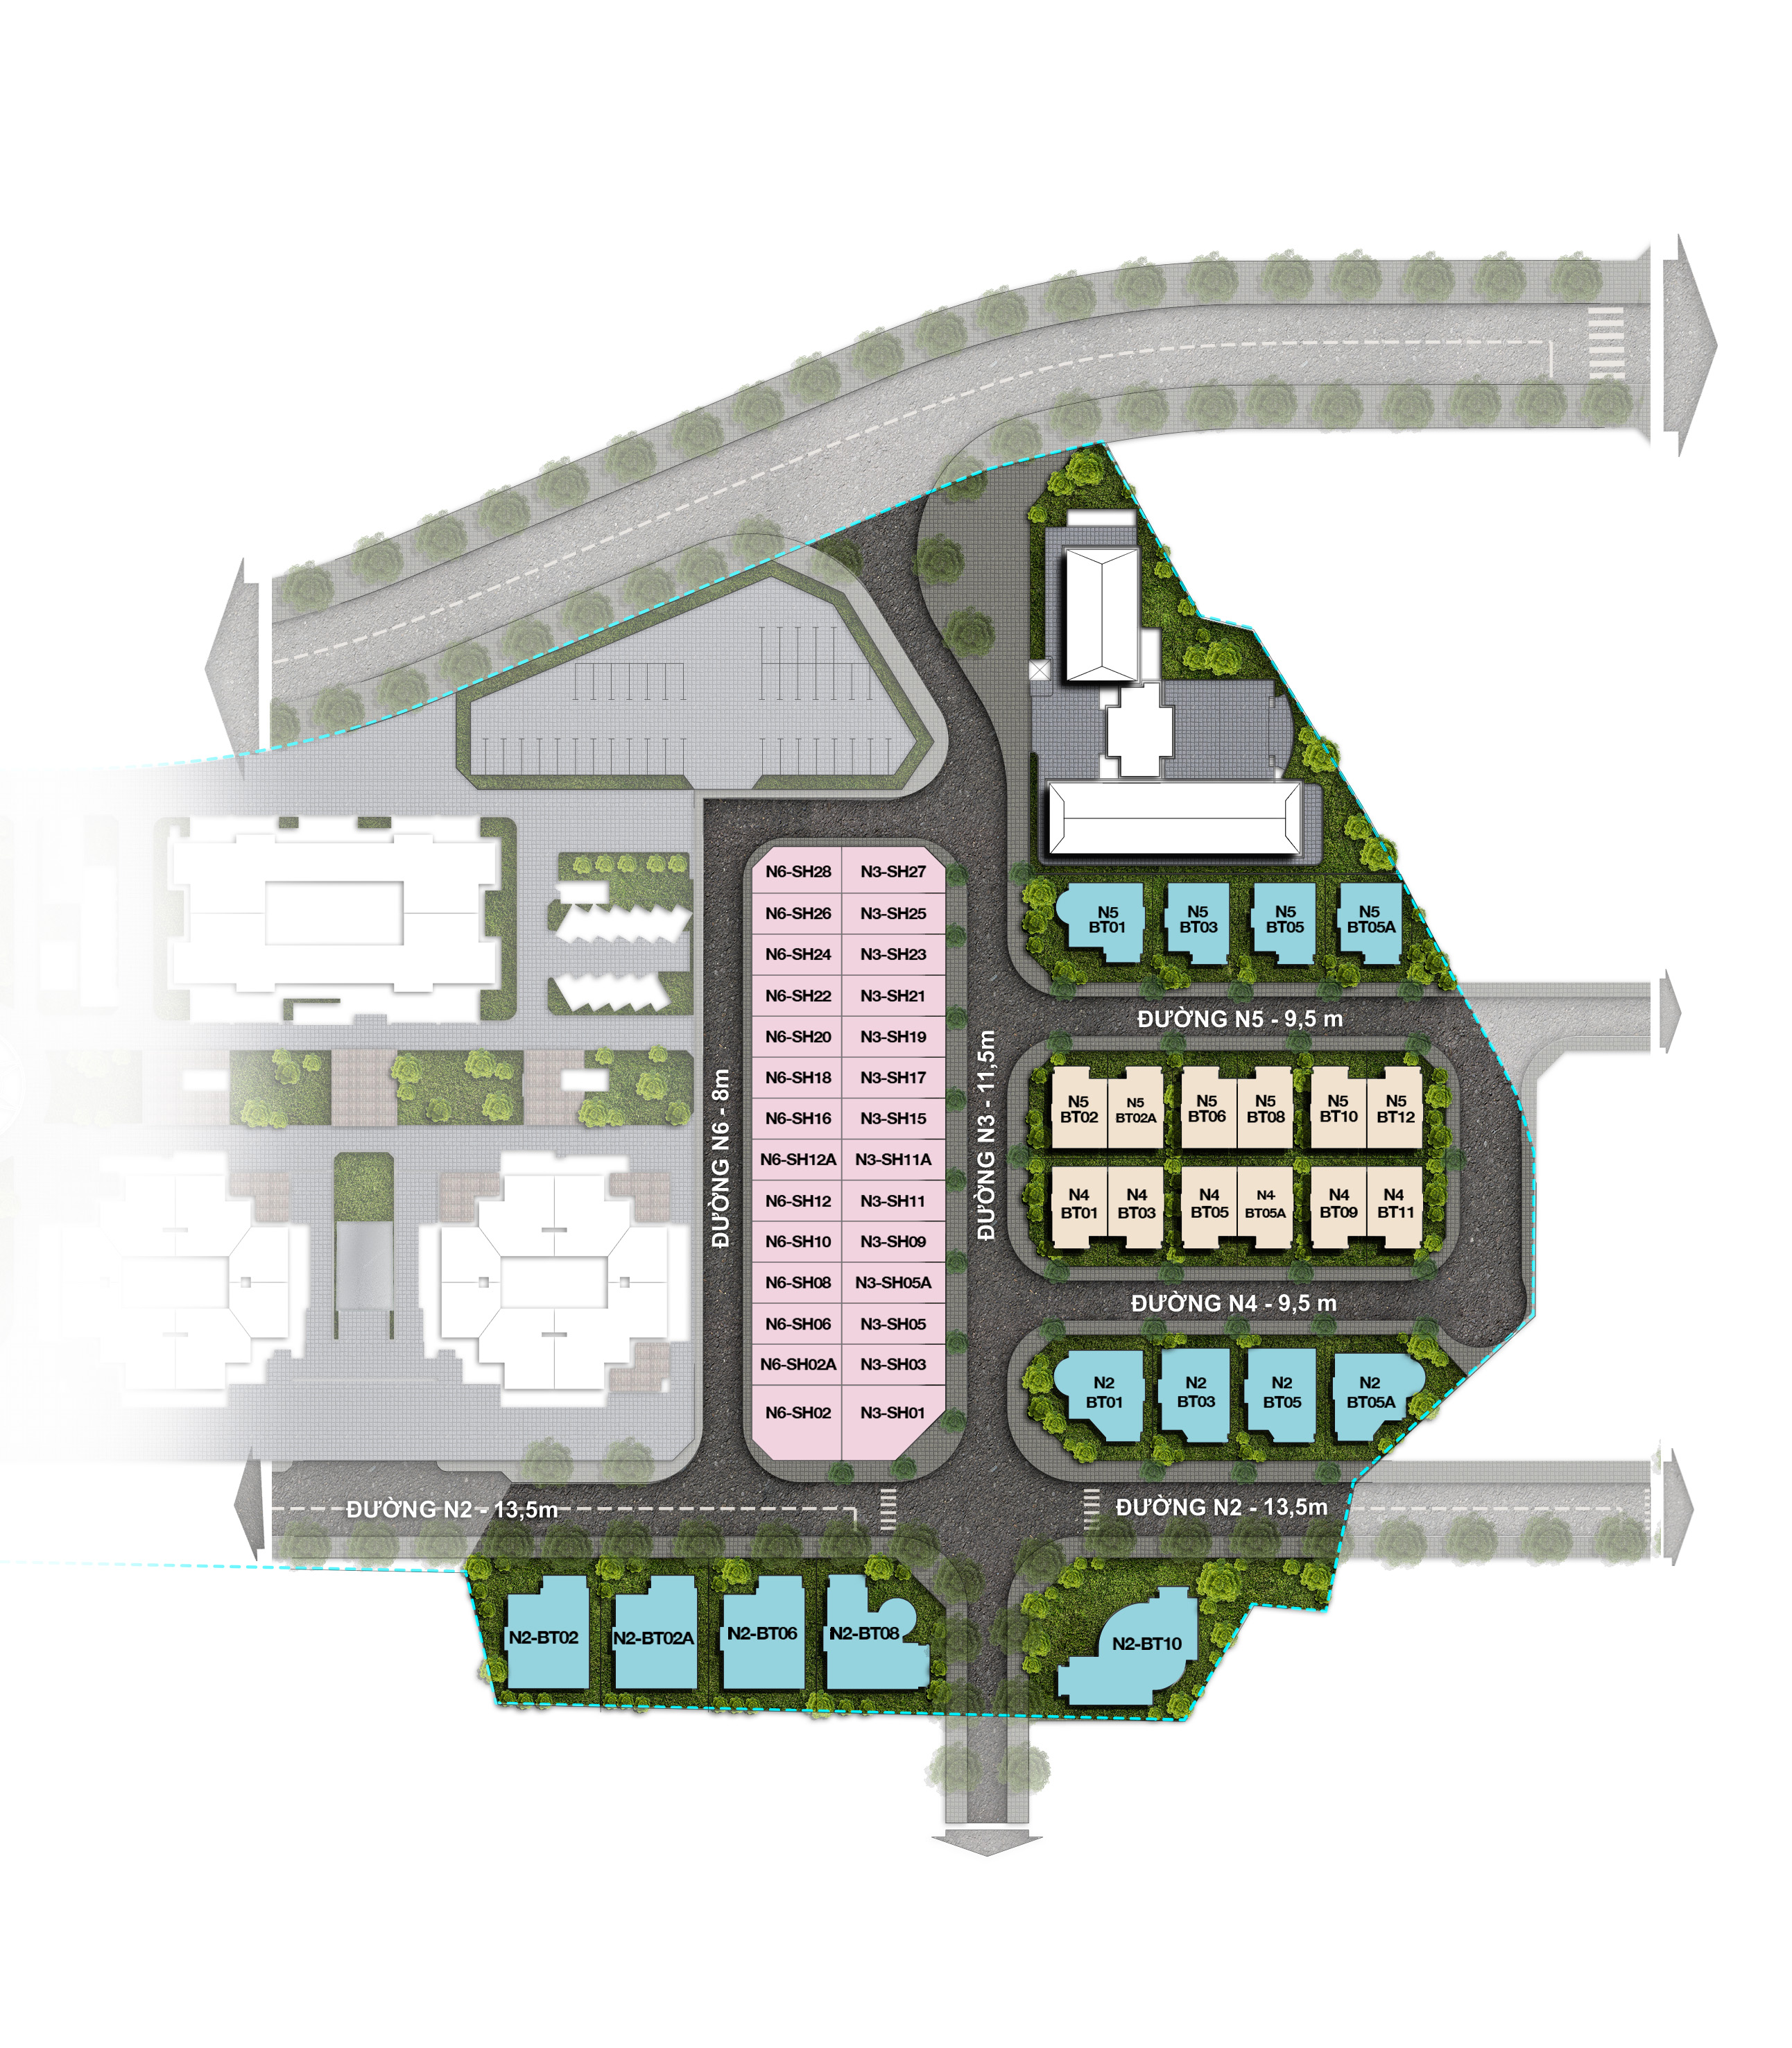 N6-SH28 N3-SH27
N6-SH26 N3-SH25
N6-SH24 N3-SH23
N6-SH22 N3-SH21
N6-SH20 N3-SH19
N6-SH18 N3-SH17
N6-SH16 N3-SH15
N6-SH12A N3-SH11A
N6-SH12 N3-SH11
N6-SH10 N3-SH09
N6-SH08 N3-SH05A
N6-SH06 N3-SH05
N6-SH02A N3-SH03
N6-SH02 N3-SH01
ĐƯỜNG N6 - 8m
ĐƯỜNG N3 - 11,5m
N5
BT01
N5
BT03
N5
BT05
N5
BT05A
ĐƯỜNG N5 - 9,5 m
N5
BT02
N5
BT02A
N5
BT06
N5
BT08
N5
BT10
N5
BT12
N4
BT01
N4
BT03
N4
BT05
N4
BT05A
N4
BT09
N4
BT11
ĐƯỜNG N4 - 9,5 m
N2
BT01
N2
BT03
N2
BT05
N2
BT05A
ĐƯỜNG N2 - 13,5m
ĐƯỜNG N2 - 13,5m
N2-BT02
N2-BT02A
N2-BT06
N2-BT08
N2-BT10